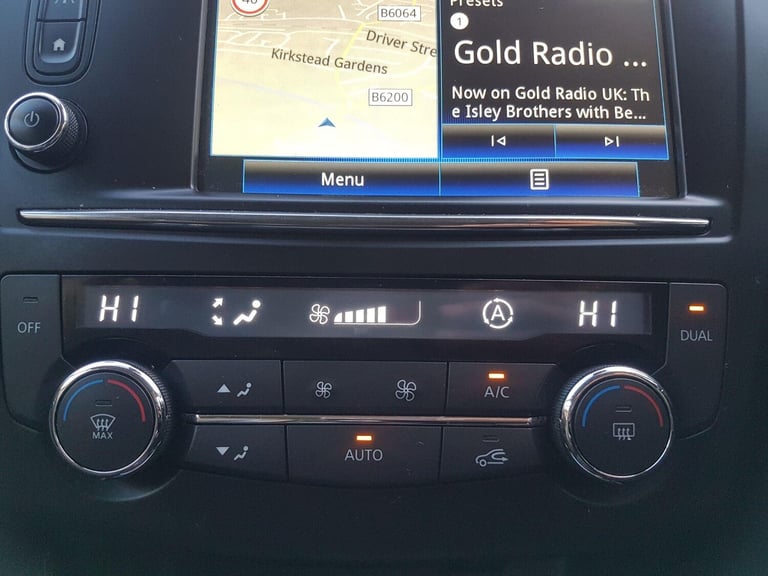 40
B6064
Driver Stre
Kirkstead Gardens
B6200
Presets
1
Gold Radio ...
Now on Gold Radio UK: Th
e Isley Brothers with Be...
Menu
HI
A
HI
OFF
DUAL
A/C
MAX
AUTO